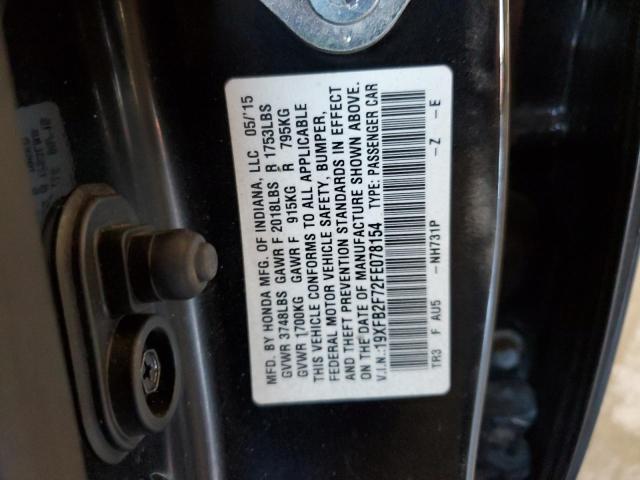 MFD. BY HONDA MFG. OF INDIANA, LLC 05/'15
GVWR 3748LBS GAWR F 2018LBS R 1753LBS
GVWR 1700KG GAWR F 915KG R 795KG
THIS VEHICLE CONFORMS TO ALL APPLICABLE
FEDERAL MOTOR VEHICLE SAFETY, BUMPER,
AND THEFT PREVENTION STANDARDS IN EFFECT
ON THE DATE OF MANUFACTURE SHOWN ABOVE.
V.I.N.:19XFB2F72FE078154 TYPE: PASSENGER CAR
TR3 F AU5 -NH731P -Z -E